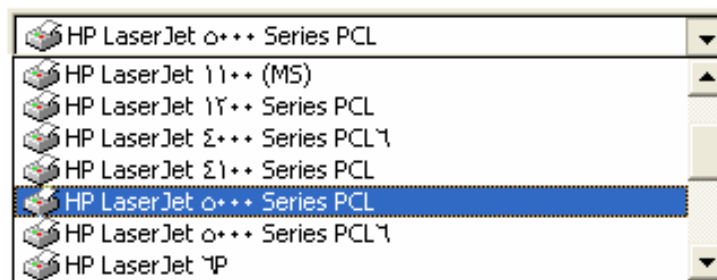 HP LaserJet ٥٠٠٠ Series PCL
HP LaserJet ١١٠٠ (MS)
HP LaserJet ١٢٠٠ Series PCL
HP LaserJet ٤٠٠٠ Series PCL٦
HP LaserJet ٤١٠٠ Series PCL
HP LaserJet ٥٠٠٠ Series PCL
HP LaserJet ٥٠٠٠ Series PCL٦
HP LaserJet ٦P